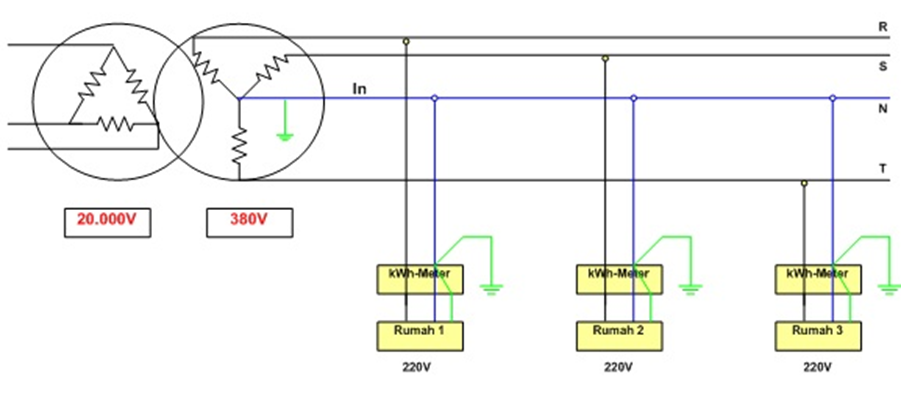 R
S
In
N
T
20.000V
380V
kWh-Meter
kWh-Meter
kWh-Meter
Rumah 1
Rumah 2
Rumah 3
220V
220V
220V